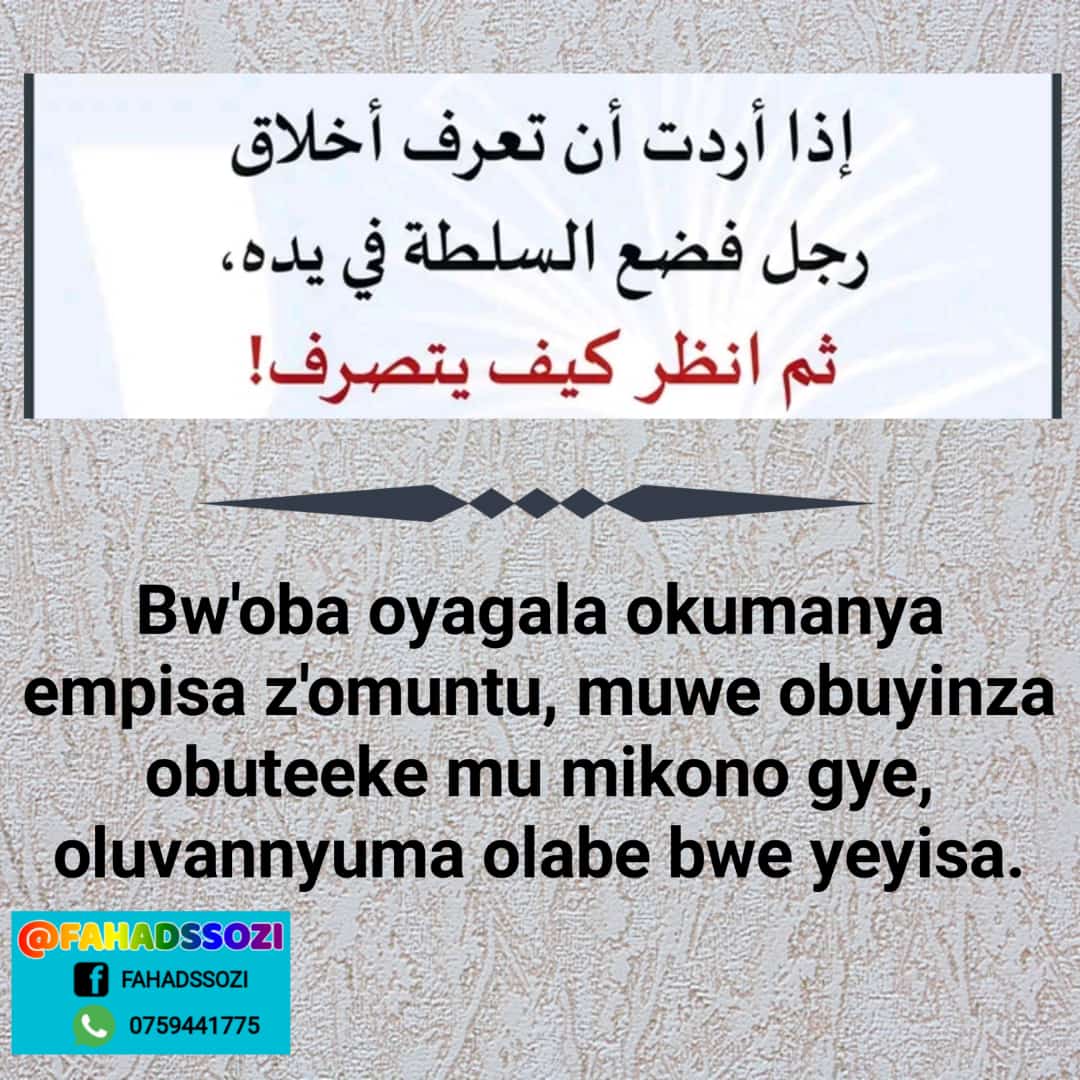 إذا أردت أن تعرف أخلاق
رجل فضع السلطة في يده،
ثم انظر كيف يتصرف!
Bw'oba oyagala okumanya
empisa z'omuntu, muwe obuyinza
obuteeke mu mikono gye,
oluvannyuma olabe bwe yeyisa.
@FAHADSSOZI
FAHADSSOZI
0759441775